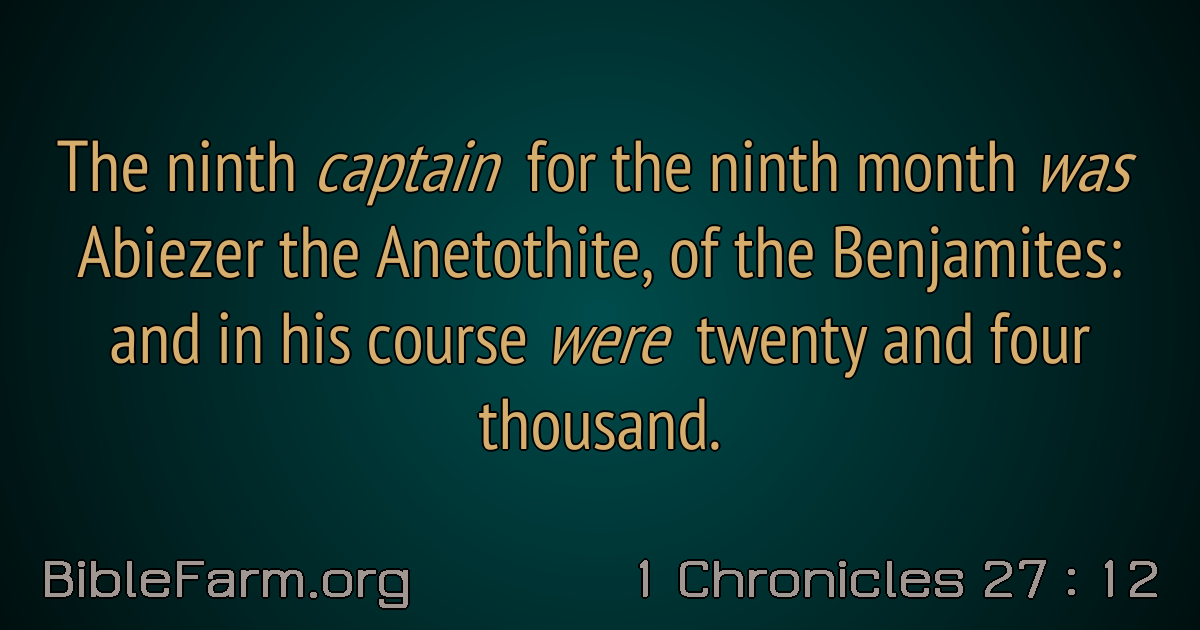 The ninth captain for the ninth month was
Abiezer the Anetothite, of the Benjamites:
and in his course were twenty and four
thousand.
BibleFarm.org
1 Chronicles 27 : 12